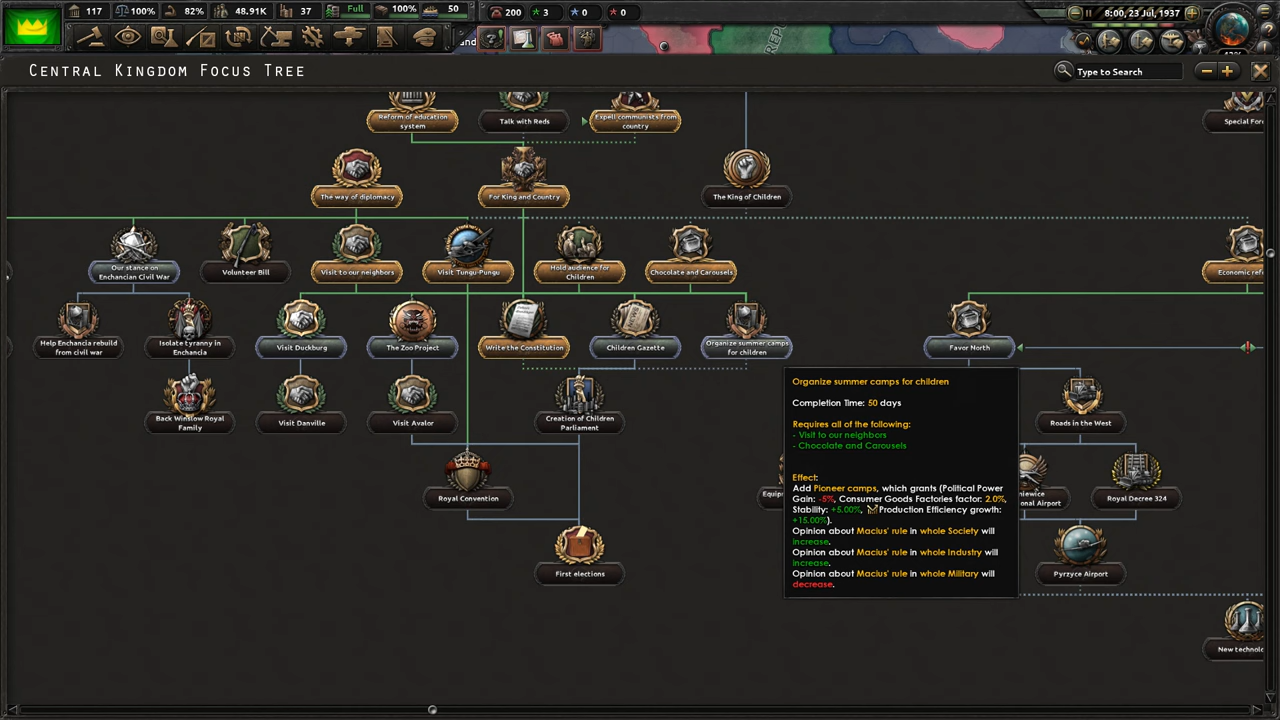 117 100% 82% 48.91K 37 Full 100% 50 200 3 0 0 8:00, 23 Jul, 1937
and
REP
CENTRAL KINGDOM FOCUS TREE
Type to Search
Reform of education
system
Talk with Reds
Expell communists from
country
Special For
The way of diplomacy
For King and Country
The King of Children
Our stance on
Enchancian Civil War
Volunteer Bill
Visit to our neighbors
Visit Tungu-Pungu
Hold audience for
Children
Chocolate and Carousels
Economic ref
Help Enchancia rebuild
from civil war
Isolate tyranny in
Enchancia
Visit Duckburg
The Zoo Project
Write the Constitution
Children Gazette
Organize summer camps
for children
Favor North
Back Winslow Royal
Family
Visit Danville
Visit Avalor
Creation of Children
Parliament
Roads in the West
Royal Convention
Equip
niewice
nal Airport
Royal Decree 324
First elections
Pyrzyce Airport
New technolo
Organize summer camps for children
Completion Time: 50 days
Requires all of the following:
- Visit to our neighbors
- Chocolate and Carousels
Effect:
Add Pioneer camps, which grants (Political Power
Gain: -5%, Consumer Goods Factories factor: 2.0%,
Stability: +5.00%, Production Efficiency growth:
+15.00%).
Opinion about Macius' rule in whole Society will
increase.
Opinion about Macius' rule in whole Industry will
increase.
Opinion about Macius' rule in whole Military will
decrease.